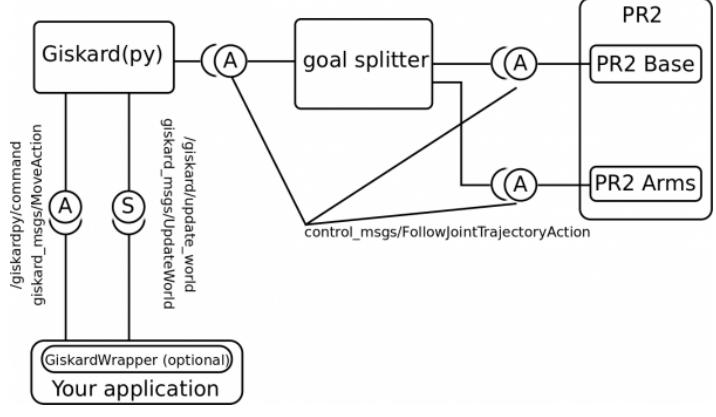 PR2
Giskard(py)
A
goal splitter
A
PR2 Base
/giskardpy/command
giskard_msgs/MoveAction
A
S
/giskard/update_world
giskard_msgs/UpdateWorld
A
PR2 Arms
control_msgs/FollowJointTrajectoryAction
GiskardWrapper (optional)
Your application